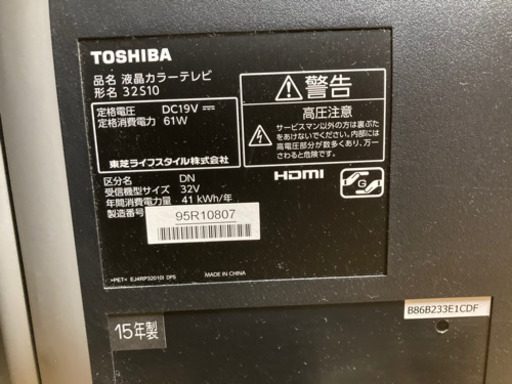 TOSHIBA
品名 液晶カラーテレビ
形名 32S10
定格電圧 DC19V
定格消費電力 61W
東芝ライフスタイル株式会社
区分名 DN
受信機型サイズ 32V
年間消費電力量 41 kWh/年
製造番号
95R10807
>PET< EJ4RP32010I DPS
MADE IN CHINA
警告
高圧注意
サービスマン以外の方は裏ぶた
をあけないでください。内部には
高電圧部分が数多くあり、万一
さわると危険です。
HDMI
G
15年製
B86B233E1CDF